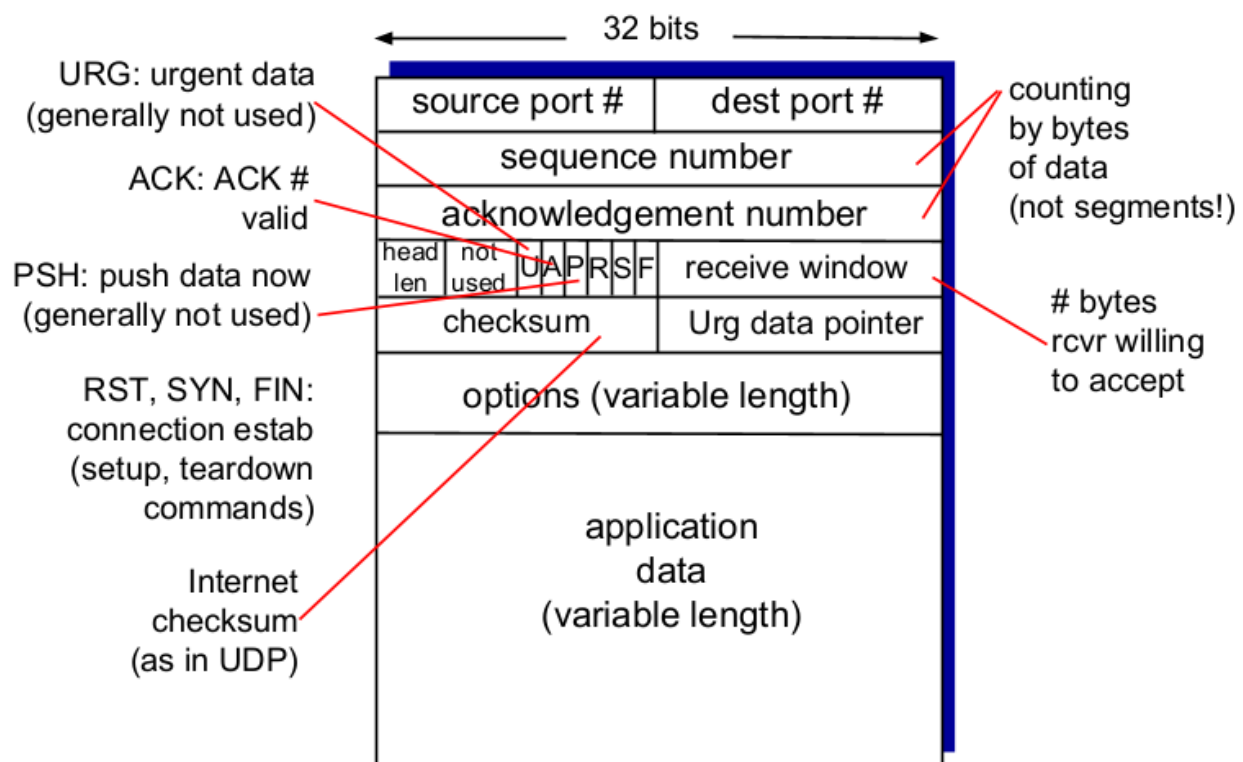 32 bits
URG: urgent data
(generally not used)
ACK: ACK #
valid
PSH: push data now
(generally not used)
RST, SYN, FIN:
connection estab
(setup, teardown
commands)
Internet
checksum
(as in UDP)
source port #
dest port #
sequence number
acknowledgement number
head
len
not
used
U
A
P
R
S
F
receive window
checksum
Urg data pointer
options (variable length)
application
data
(variable length)
counting
by bytes
of data
(not segments!)
# bytes
rcvr willing
to accept